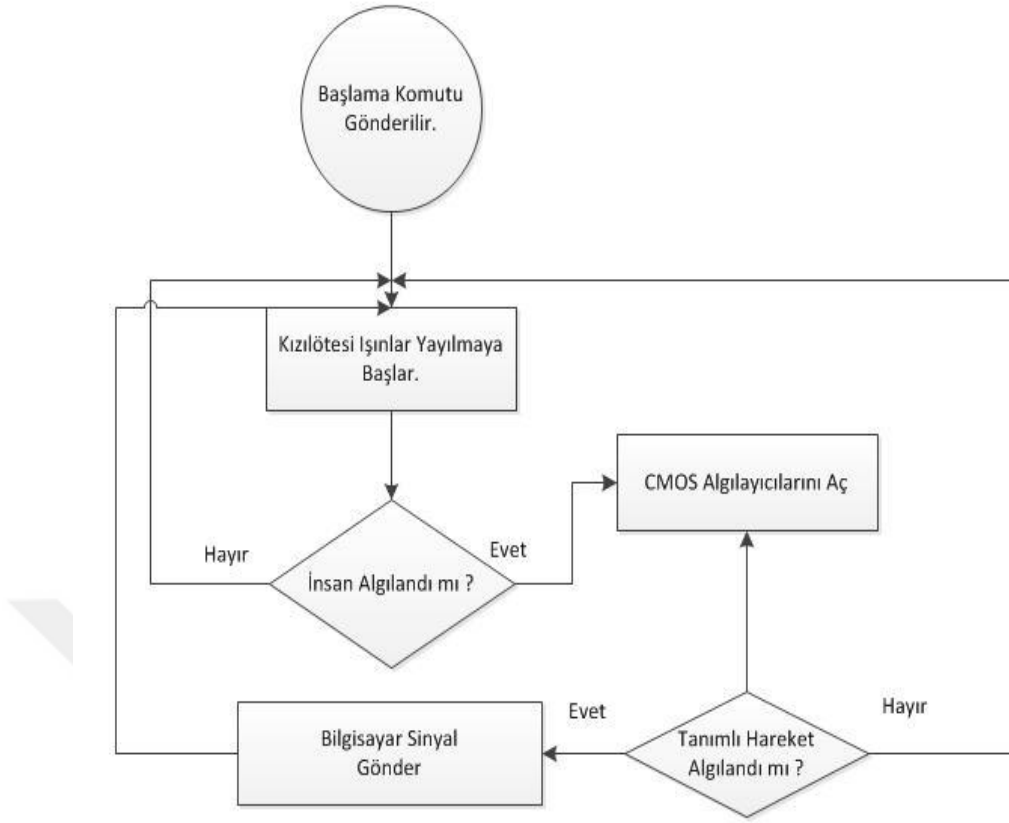 Başlama Komutu
Gönderilir.
Kızılötesi Işınlar Yayılmaya
Başlar.
CMOS Algılayıcılarını Aç
Hayır
Evet
İnsan Algılandı mı ?
Evet
Hayır
Bilgisayar Sinyal
Gönder
Tanımlı Hareket
Algılandı mı ?